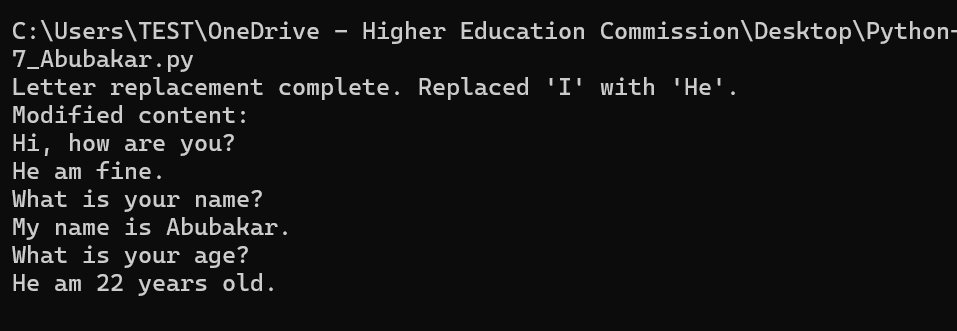 C:\Users\TEST\OneDrive - Higher Education Commission\Desktop\Python-
7_Abubakar.py
Letter replacement complete. Replaced 'I' with 'He'.
Modified content:
Hi, how are you?
He am fine.
What is your name?
My name is Abubakar.
What is your age?
He am 22 years old.